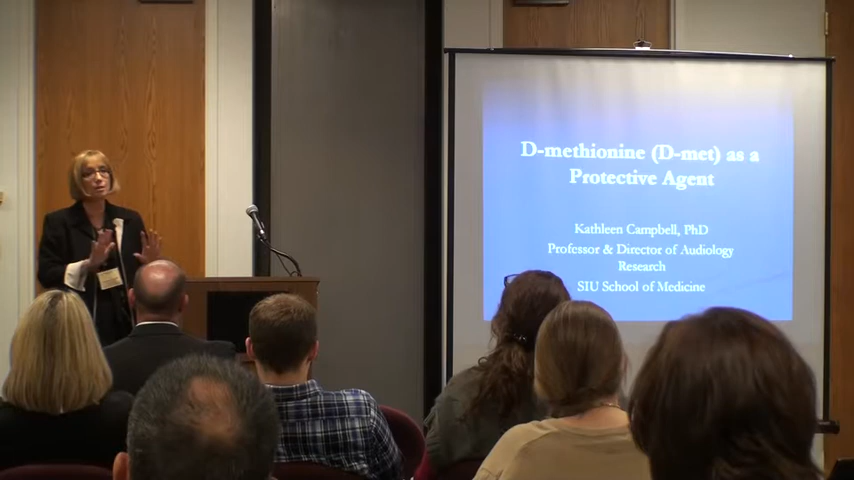 D-methionine (D-met) as a
Protective Agent
Kathleen Campbell, PhD
Professor & Director of Audiology
Research
SIU School of Medicine